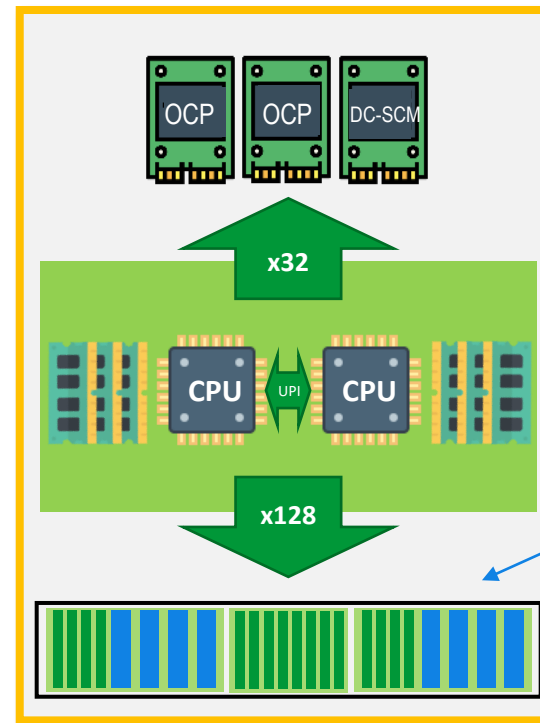 OCP
OCP
DC-SCM
x32
CPU
UPI
CPU
x128